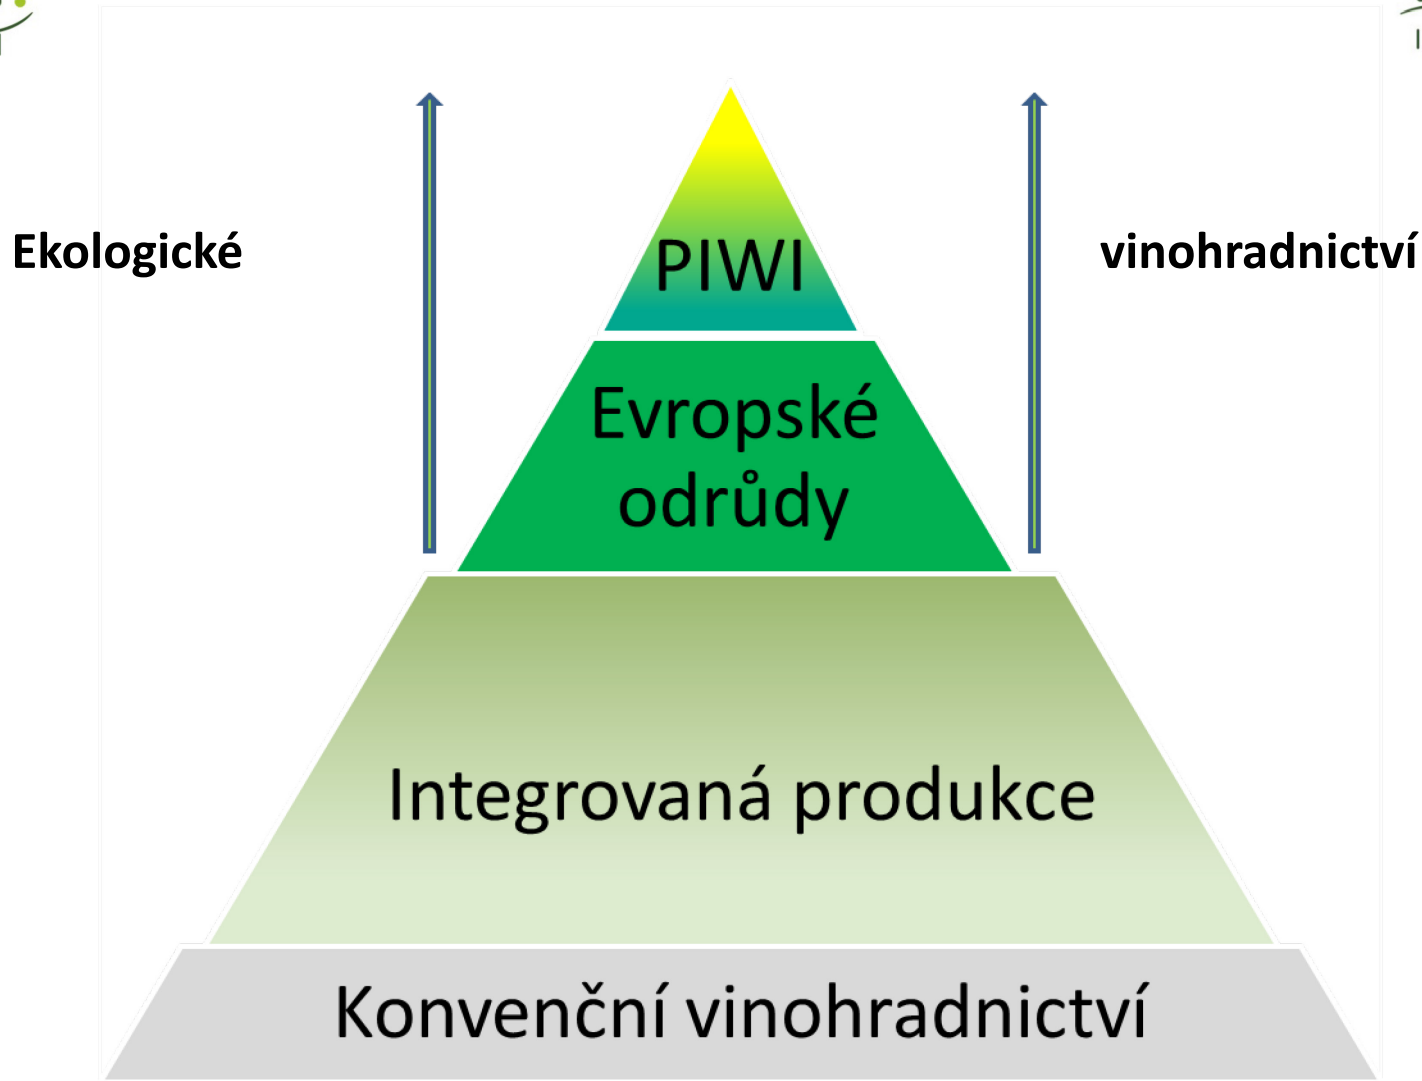 Ekologické
vinohradnictví
PIWI
Evropské
odrůdy
Integrovaná produkce
Konvenční vinohradnictví